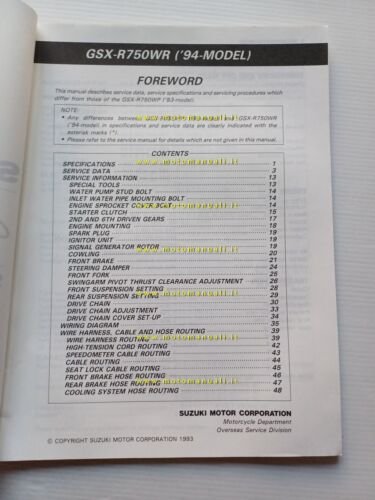 GSX-R750WR ('94-MODEL)
FOREWORD
This manual describes service data, service specifications and servicing procedures which
differ from those of the GSX-R750WP ('93-model).
NOTE:
• Any differences between GSX-R750WR
('94-model) in specifications and service data are clearly indicated with the
asterisk marks (*).
• Please refer to the service manual for details which are not given in this manual.
www.motomanuali.it
CONTENTS
SPECIFICATIONS 1
SERVICE DATA 3
SERVICE INFORMATION 13
SPECIAL TOOLS 13
WATER PUMP STUD BOLT 14
INLET WATER PIPE MOUNTING BOLT 14
ENGINE SPROCKET COVER BOLT 14
STARTER CLUTCH 15
2ND AND 6TH DRIVEN GEARS 17
ENGINE MOUNTING 18
SPARK PLUG 19
IGNITOR UNIT 19
SIGNAL GENERATOR ROTOR 19
COWLING 20
FRONT BRAKE 21
STEERING DAMPER 24
FRONT FORK 25
SWINGARM PIVOT THRUST CLEARANCE ADJUSTMENT 26
FRONT SUSPENSION SETTING 28
REAR SUSPENSION SETTING 29
DRIVE CHAIN 30
DRIVE CHAIN ADJUSTMENT 33
DRIVE CHAIN COVER SET-UP 34
WIRING DIAGRAM 35
WIRE HARNESS, CABLE AND HOSE ROUTING 39
WIRE HARNESS ROUTING 39
HIGH-TENSION CORD ROUTING 42
SPEEDOMETER CABLE ROUTING 43
CABLE ROUTING 44
SEAT LOCK CABLE ROUTING 45
FRONT BRAKE HOSE ROUTING 46
REAR BRAKE HOSE ROUTING 47
COOLING SYSTEM HOSE ROUTING 48
SUZUKI MOTOR CORPORATION
Motorcycle Department
Overseas Service Division
© COPYRIGHT SUZUKI MOTOR CORPORATION 1993